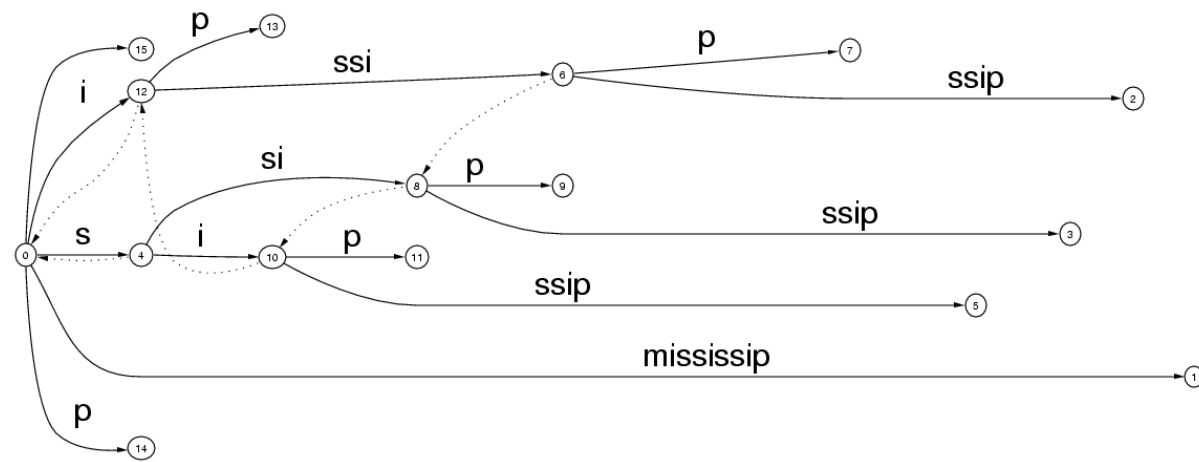 p 13
15 p 7
i 12 ssi 6 ssip 2
si 8 p 9
ssip 3
0 s 4 i 10 p 11
ssip 5
mississip 1
p 14